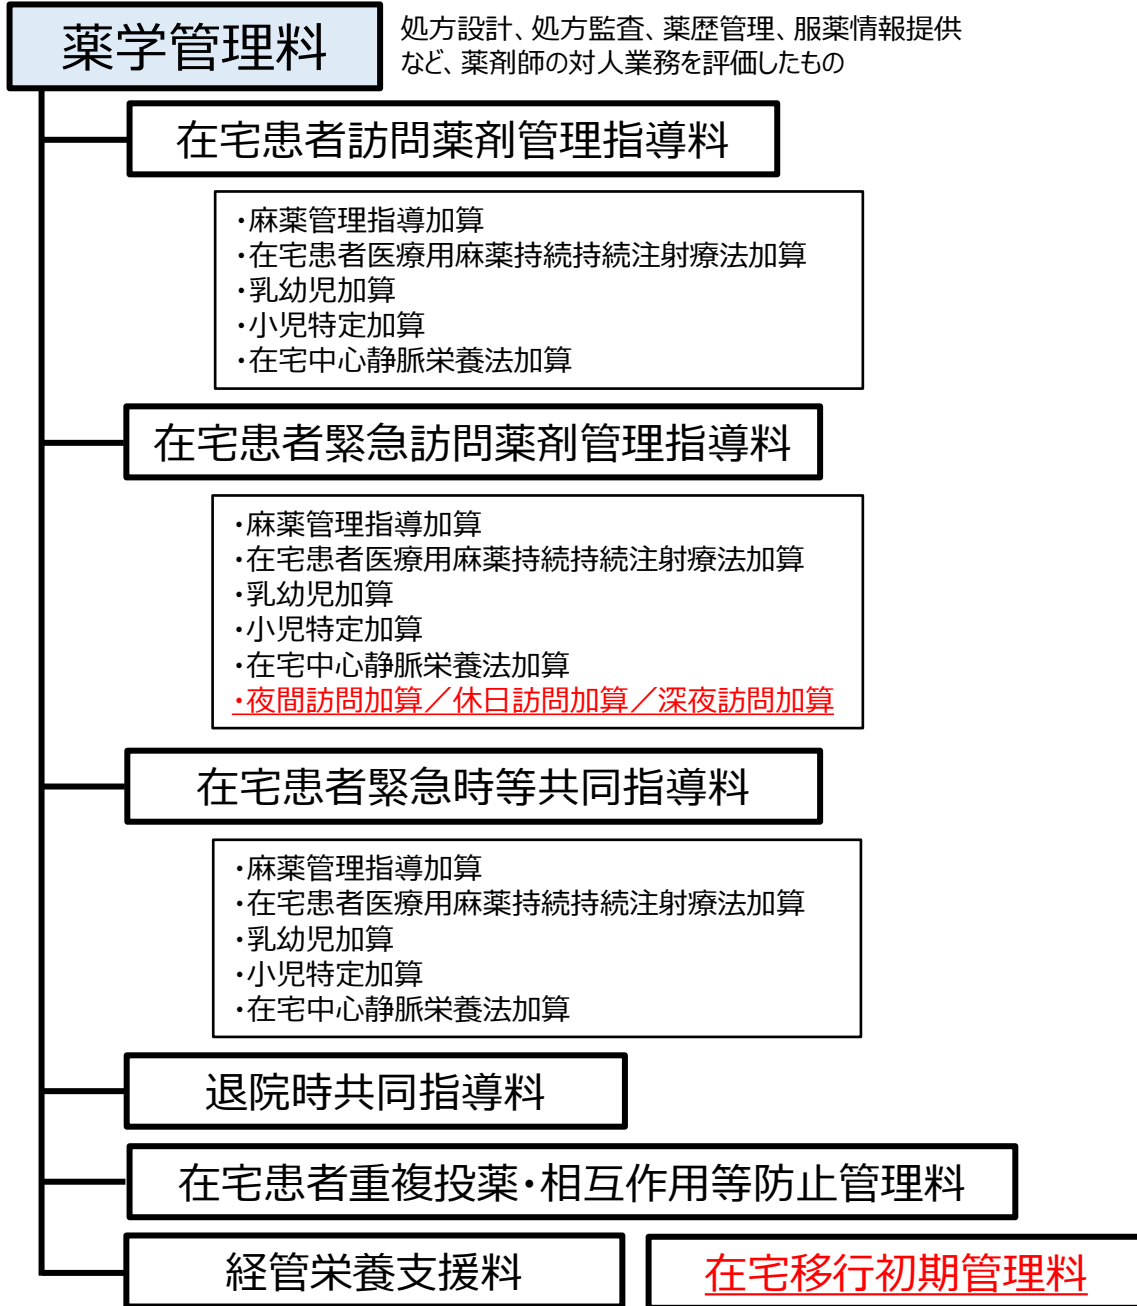 薬学管理料
処方設計、処方監査、薬歴管理、服薬情報提供
など、薬剤師の対人業務を評価したもの
在宅患者訪問薬剤管理指導料
・麻薬管理指導加算
・在宅患者医療用麻薬持続持続注射療法加算
・乳幼児加算
・小児特定加算
・在宅中心静脈栄養法加算
在宅患者緊急訪問薬剤管理指導料
・麻薬管理指導加算
・在宅患者医療用麻薬持続持続注射療法加算
・乳幼児加算
・小児特定加算
・在宅中心静脈栄養法加算
・夜間訪問加算／休日訪問加算／深夜訪問加算
在宅患者緊急時等共同指導料
・麻薬管理指導加算
・在宅患者医療用麻薬持続持続注射療法加算
・乳幼児加算
・小児特定加算
・在宅中心静脈栄養法加算
退院時共同指導料
在宅患者重複投薬・相互作用等防止管理料
経管栄養支援料
在宅移行初期管理料